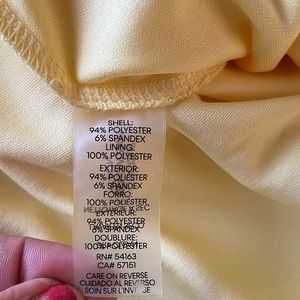 SHELL:
94% POLYESTER
6% SPANDEX
LINING:
100% POLYESTER
EXTERIOR:
94% POLYESTER
6% SPANDEX
FORRO:
100% POLYESTER
EXTERIEUR:
94% POLYESTER
6% SPANDEX
DOUBLURE:
100% POLYESTER
RN# 54163
CA# 57151
CARE ON REVERSE
CUIDADO AL REVERSO
SOIN SUR L'INVERSE